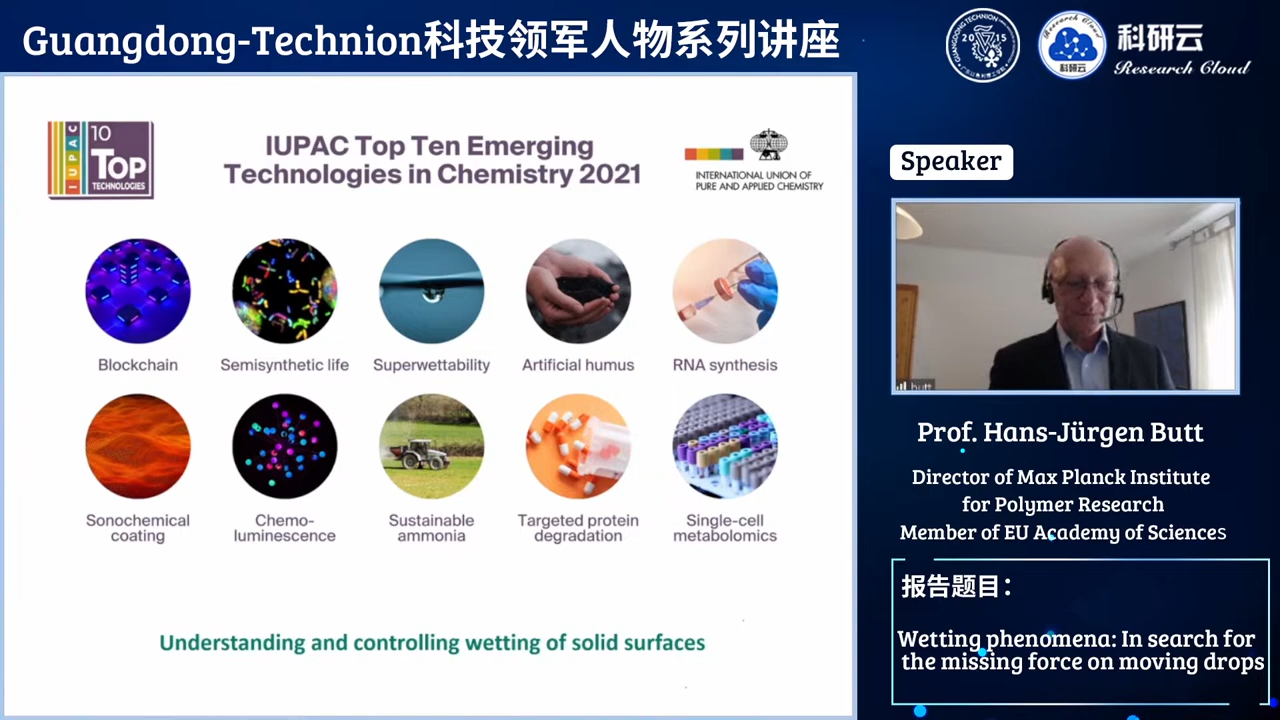 Guangdong-Technion科技领军人物系列讲座
科研云
Research Cloud
IUPAC
10
TOP
TECHNOLOGIES
IUPAC Top Ten Emerging
Technologies in Chemistry 2021
INTERNATIONAL UNION OF
PURE AND APPLIED CHEMISTRY
Blockchain
Semisynthetic life
Superwettability
Artificial humus
RNA synthesis
Sonochemical
coating
Chemo-
luminescence
Sustainable
ammonia
Targeted protein
degradation
Single-cell
metabolomics
Understanding and controlling wetting of solid surfaces
Speaker
butt
Prof. Hans-Jürgen Butt
Director of Max Planck Institute
for Polymer Research
Member of EU Academy of Sciences
报告题目：
Wetting phenomena: In search for
the missing force on moving drops